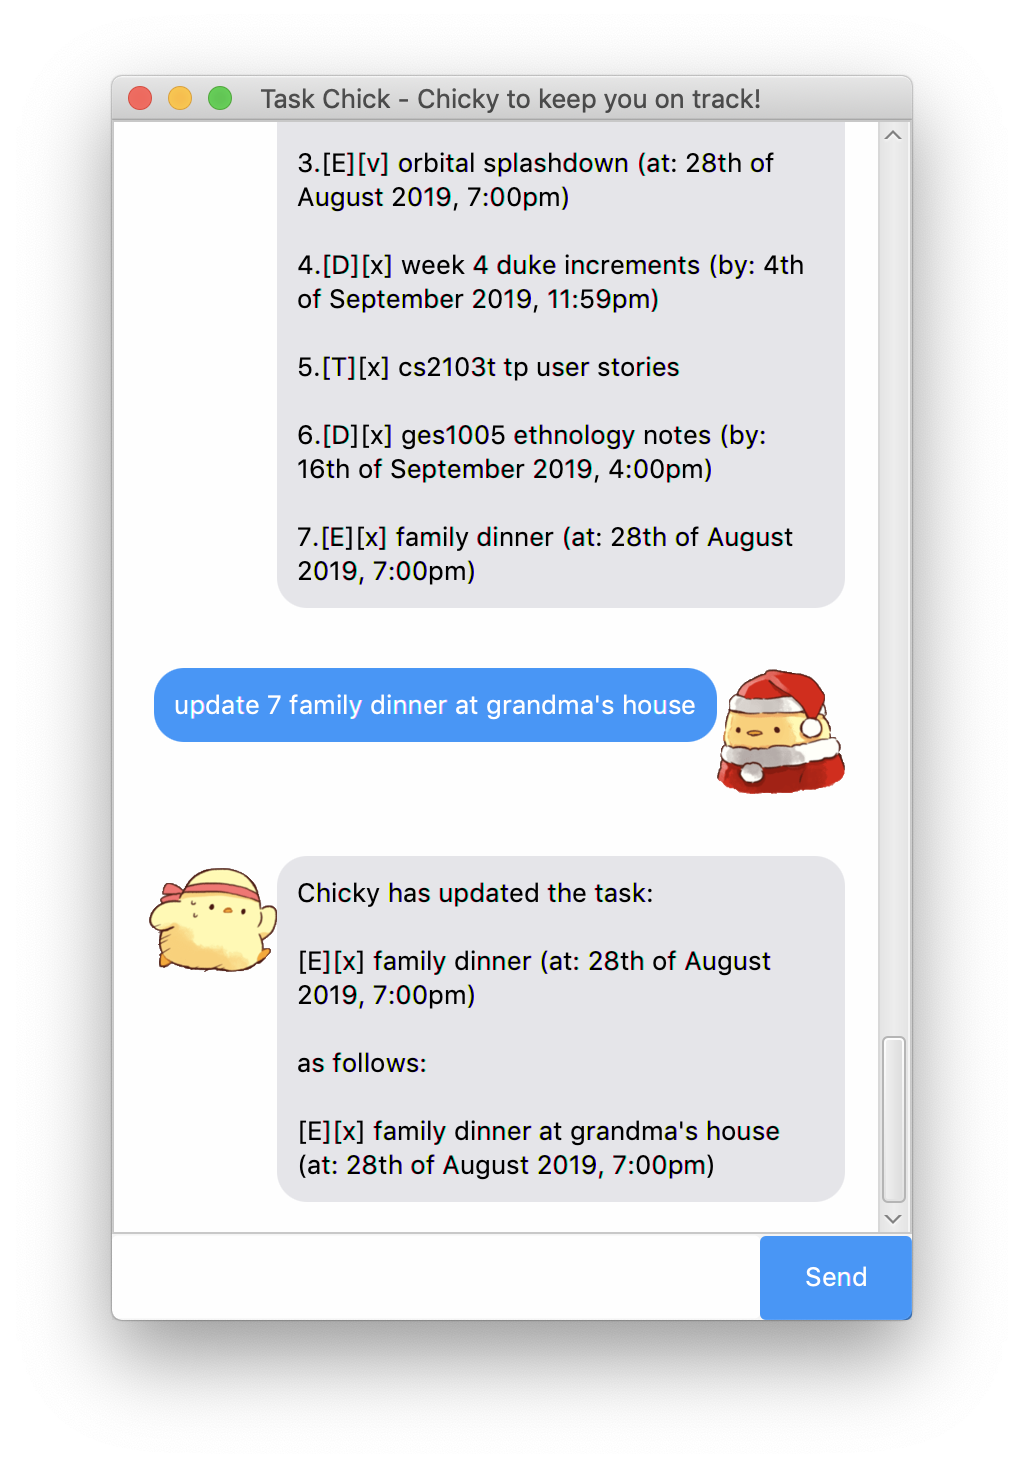 Task Chick - Chicky to keep you on track!
3.[E][v] orbital splashdown (at: 28th of
August 2019, 7:00pm)
4.[D][x] week 4 duke increments (by: 4th
of September 2019, 11:59pm)
5.[T][x] cs2103t tp user stories
6.[D][x] ges1005 ethnology notes (by:
16th of September 2019, 4:00pm)
7.[E][x] family dinner (at: 28th of August
2019, 7:00pm)
update 7 family dinner at grandma's house
Chicky has updated the task:
[E][x] family dinner (at: 28th of August
2019, 7:00pm)
as follows:
[E][x] family dinner at grandma's house
(at: 28th of August 2019, 7:00pm)
Send